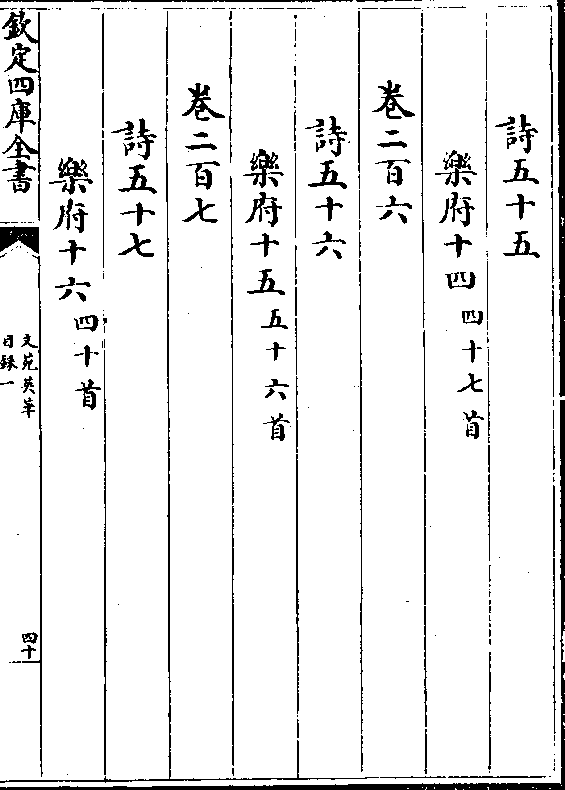 詩五十五
樂府十四四十七首
卷二百六
詩五十六
樂府十五五十六首
卷二百七
詩五十七
樂府十六四十首
欽定四庫全書
文苑英華
目録一
四十